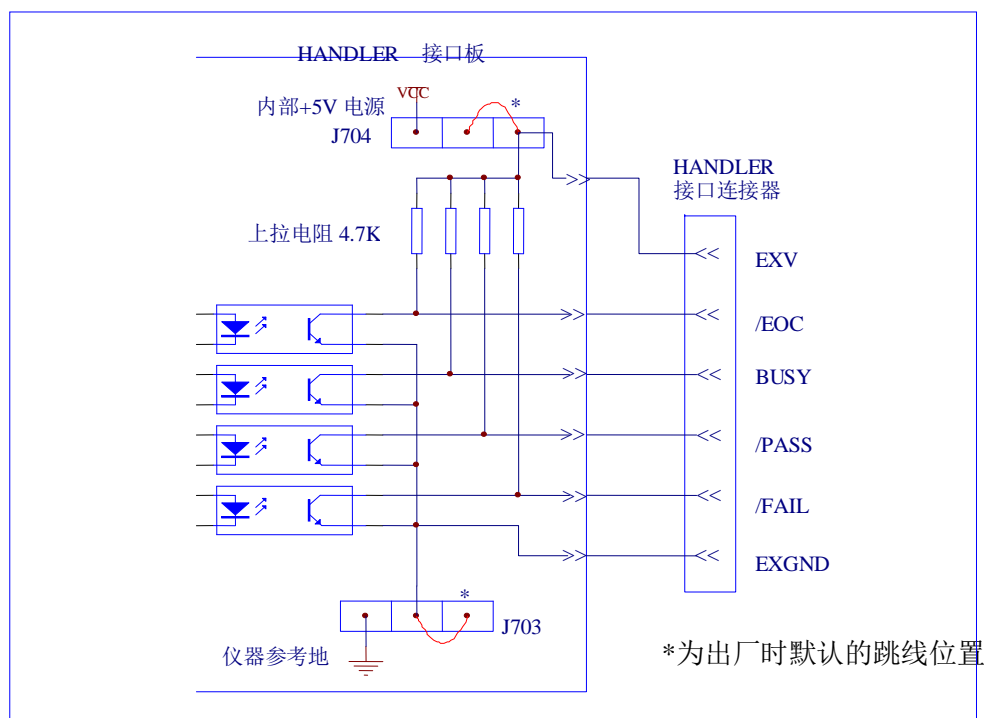 HANDLER 接口板
VCC
*
内部+5V 电源
J704
HANDLER
接口连接器
上拉电阻 4.7K
EXV
/EOC
BUSY
/PASS
/FAIL
EXGND
*
J703
仪器参考地
*为出厂时默认的跳线位置